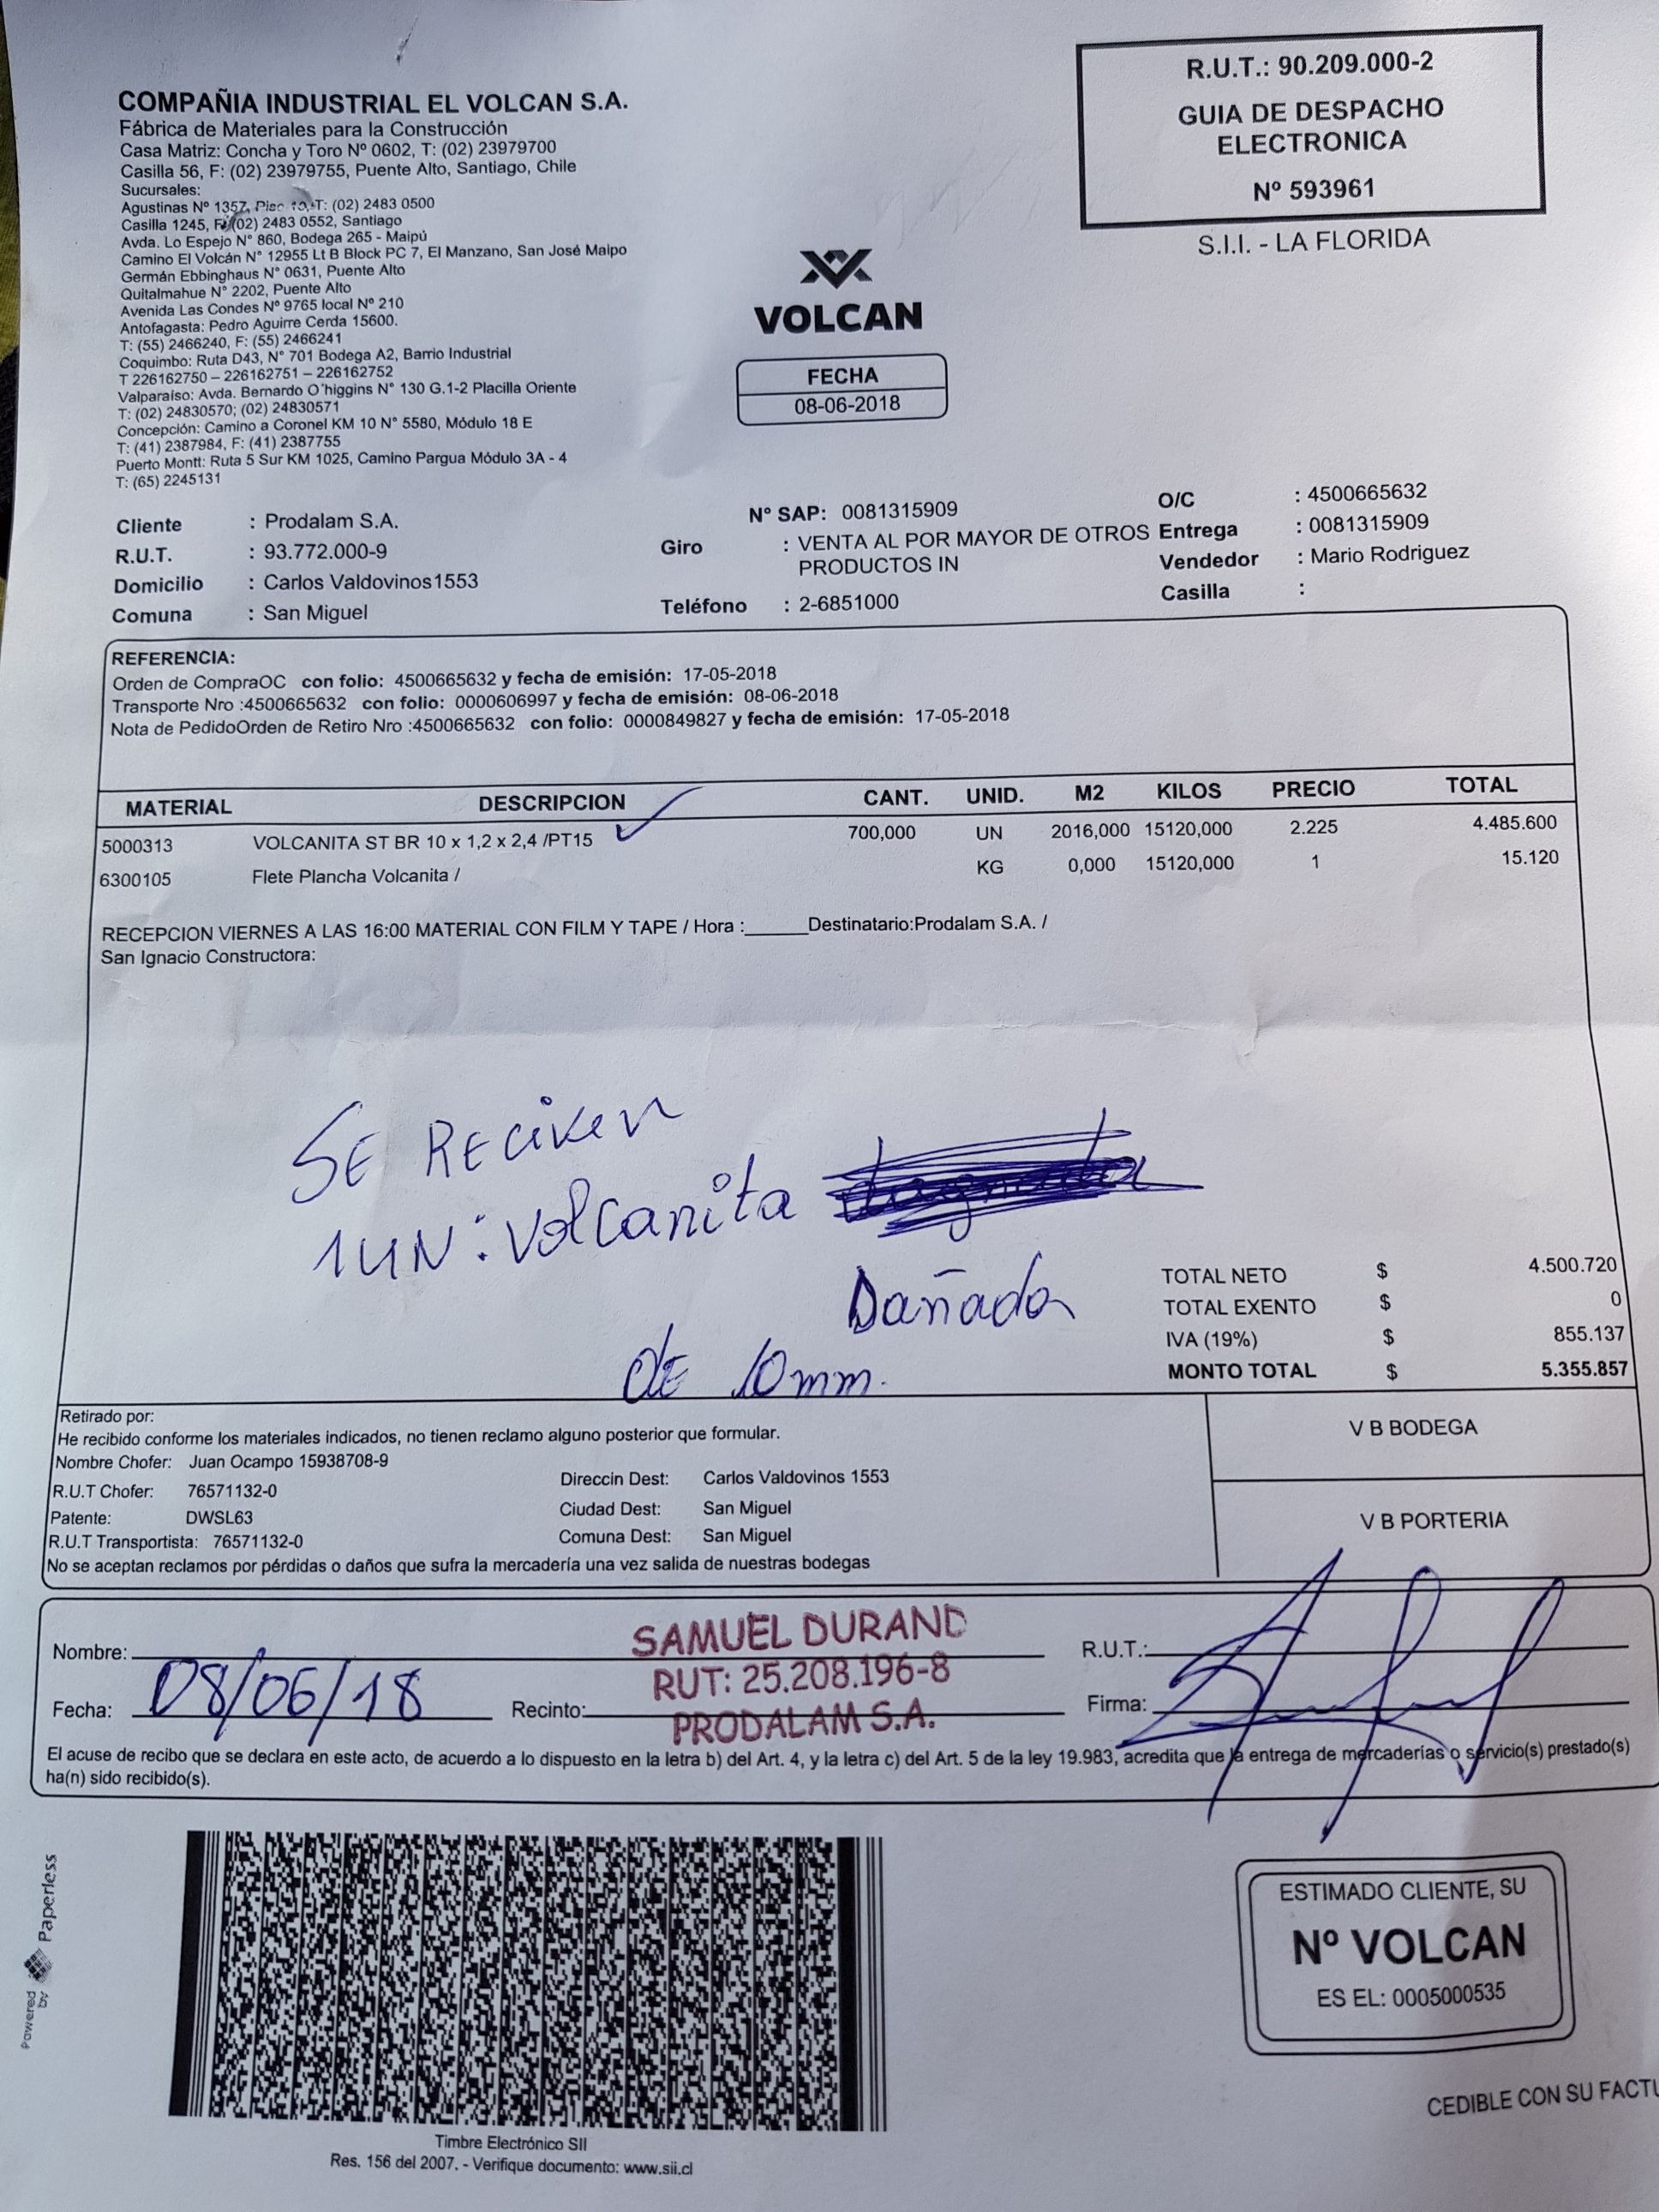 COMPAÑIA INDUSTRIAL EL VOLCAN S.A.
Fábrica de Materiales para la Construcción
Casa Matriz: Concha y Toro Nº 0602, T: (02) 23979700
Casilla 56, F: (02) 23979755, Puente Alto, Santiago, Chile
Sucursales:
Agustinas Nº 1357, Piso 10, T: (02) 2483 0500
Casilla 1245, F: (02) 2483 0552, Santiago
Avda. Lo Espejo N° 860, Bodega 265 - Maipú
Camino El Volcán N° 12955 Lt B Block PC 7, El Manzano, San José Maipo
Germán Ebbinghaus N° 0631, Puente Alto
Quitalmahue N° 2202, Puente Alto
Avenida Las Condes Nº 9765 local Nº 210
Antofagasta: Pedro Aguirre Cerda 15600.
T: (55) 2466240, F: (55) 2466241
Coquimbo: Ruta D43, N° 701 Bodega A2, Barrio Industrial
T 226162750 – 226162751 – 226162752
Valparaíso: Avda. Bernardo O´higgins N° 130 G.1-2 Placilla Oriente
T: (02) 24830570; (02) 24830571
Concepción: Camino a Coronel KM 10 N° 5580, Módulo 18 E
T: (41) 2387984, F: (41) 2387755
Puerto Montt: Ruta 5 Sur KM 1025, Camino Pargua Módulo 3A - 4
T: (65) 2245131
R.U.T.: 90.209.000-2
GUIA DE DESPACHO
ELECTRONICA
Nº 593961
S.I.I. - LA FLORIDA
VOLCAN
FECHA
08-06-2018
Cliente : Prodalam S.A.
R.U.T. : 93.772.000-9
Domicilio : Carlos Valdovinos1553
Comuna : San Miguel
Nº SAP: 0081315909
Giro : VENTA AL POR MAYOR DE OTROS
PRODUCTOS IN
Teléfono : 2-6851000
O/C : 4500665632
Entrega : 0081315909
Vendedor : Mario Rodriguez
Casilla :
REFERENCIA:
Orden de CompraOC con folio: 4500665632 y fecha de emisión: 17-05-2018
Transporte Nro :4500665632 con folio: 0000606997 y fecha de emisión: 08-06-2018
Nota de PedidoOrden de Retiro Nro :4500665632 con folio: 0000849827 y fecha de emisión: 17-05-2018
MATERIAL DESCRIPCION CANT. UNID. M2 KILOS PRECIO TOTAL
5000313 VOLCANITA ST BR 10 x 1,2 x 2,4 /PT15 700,000 UN 2016,000 15120,000 2.225 4.485.600
6300105 Flete Plancha Volcanita / KG 0,000 15120,000 1 15.120
RECEPCION VIERNES A LAS 16:00 MATERIAL CON FILM Y TAPE / Hora :______Destinatario:Prodalam S.A. /
San Ignacio Constructora:
SE RECiven
1UN: Volcanita
Dañada
de 10mm.
TOTAL NETO $ 4.500.720
TOTAL EXENTO $ 0
IVA (19%) $ 855.137
MONTO TOTAL $ 5.355.857
Retirado por:
He recibido conforme los materiales indicados, no tienen reclamo alguno posterior que formular.
Nombre Chofer: Juan Ocampo 15938708-9
R.U.T Chofer: 76571132-0
Patente: DWSL63
R.U.T Transportista: 76571132-0
Direccin Dest: Carlos Valdovinos 1553
Ciudad Dest: San Miguel
Comuna Dest: San Miguel
No se aceptan reclamos por pérdidas o daños que sufra la mercadería una vez salida de nuestras bodegas
V B BODEGA
V B PORTERIA
Nombre:
SAMUEL DURAND
RUT: 25.208.196-8
PRODALAM S.A.
R.U.T.:
Fecha: 08/06/18
Recinto:
Firma:
El acuse de recibo que se declara en este acto, de acuerdo a lo dispuesto en la letra b) del Art. 4, y la letra c) del Art. 5 de la ley 19.983, acredita que la entrega de mercaderías o servicio(s) prestado(s)
ha(n) sido recibido(s).
Powered by Paperless
Timbre Electrónico SII
Res. 156 del 2007. - Verifique documento: www.sii.cl
ESTIMADO CLIENTE, SU
Nº VOLCAN
ES EL: 0005000535
CEDIBLE CON SU FACTU